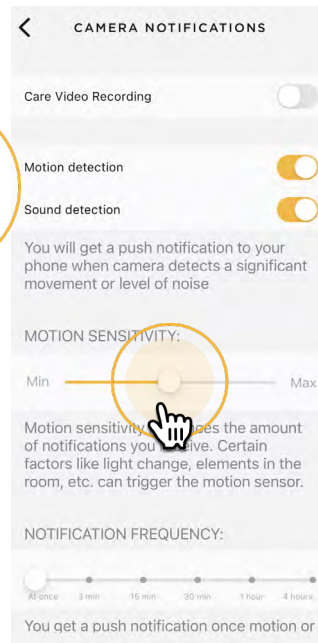 CAMERA NOTIFICATIONS
Care Video Recording
Motion detection
Sound detection
You will get a push notification to your
phone when camera detects a significant
movement or level of noise
MOTION SENSITIVITY:
Min Max
Motion sensitivity the amount
of notifications you Certain
factors like light change, elements in the
room, etc. can trigger the motion sensor.
NOTIFICATION FREQUENCY:
At once 3 min 15 min 30 min 1 hour 4 hours
You get a push notification once motion or